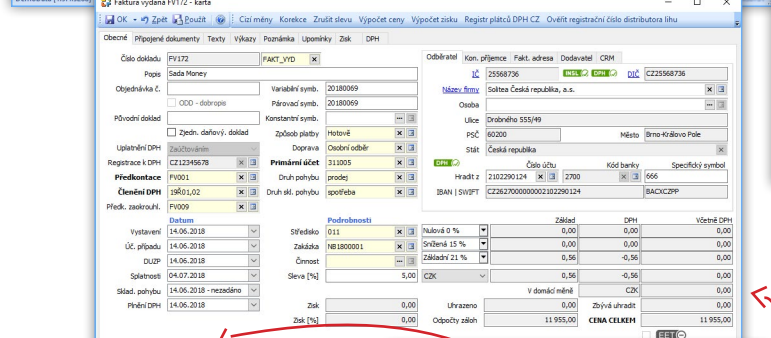 Faktura vydaná FV172 - karta
OK Zpět Použít Cizí měny Korekce Zrušit slevu Výpočet ceny Výpočet zisku Registr plátců DPH CZ Ověřit registrační číslo distributora lihu
Obecné Připojené dokumenty Texty Výkazy Poznámka Upomínky Zisk DPH
Číslo dokladu FV172 FAKT_VYD
Popis Sada Money
Objednávka č. Variabilní symb. 20180069
ODD - dobropis Párovací symb. 20180069
Původní doklad Konstantní symb.
Zjedn. daňový. doklad Způsob platby Hotově
Uplatnění DPH Zaúčtováním Doprava Osobní odběr
Registrace k DPH CZ12345678 Primární účet 311005
Předkontace FV001 Druh pohybu prodej
Členění DPH 19Ř01,02 Druh skl. pohybu spotřeba
Předk. zaokrouhl. FV009
Odběratel Kon. příjemce Fakt. adresa Dodavatel CRM
IČ 25568736 INSL DPH DIČ CZ25568736
Název firmy Solitea Česká republika, a.s.
Osoba
Ulice Drobného 555/49
PSČ 60200 Město Brno-Královo Pole
Stát Česká republika
DPH Číslo účtu Kód banky Specifický symbol
Hradit z 2102290124 2700 666
IBAN | SWIFT CZ2627000000002102290124 BACXCZPP
Datum Podrobnosti
Vystavení 14.06.2018 Středisko 011
Úč. případu 14.06.2018 Zakázka NB1800001
DUZP 14.06.2018 Činnost
Splatnosti 04.07.2018 Sleva [%] 5,00
Sklad. pohybu 14.06.2018 - nezadáno
Plnění DPH 14.06.2018 Zisk 0,00
Zisk [%] 0,00
Základ DPH Včetně DPH
Nulová 0 % 0,00 0,00 0,00
Snížená 15 % 0,00 0,00 0,00
Základní 21 % 0,56 -0,56 0,00
CZK 0,56 -0,56 0,00
V domácí měně CZK 0,00
Uhrazeno 0,00 Zbývá uhradit 0,00
Odpočty záloh 11 955,00 CENA CELKEM 11 955,00
EET